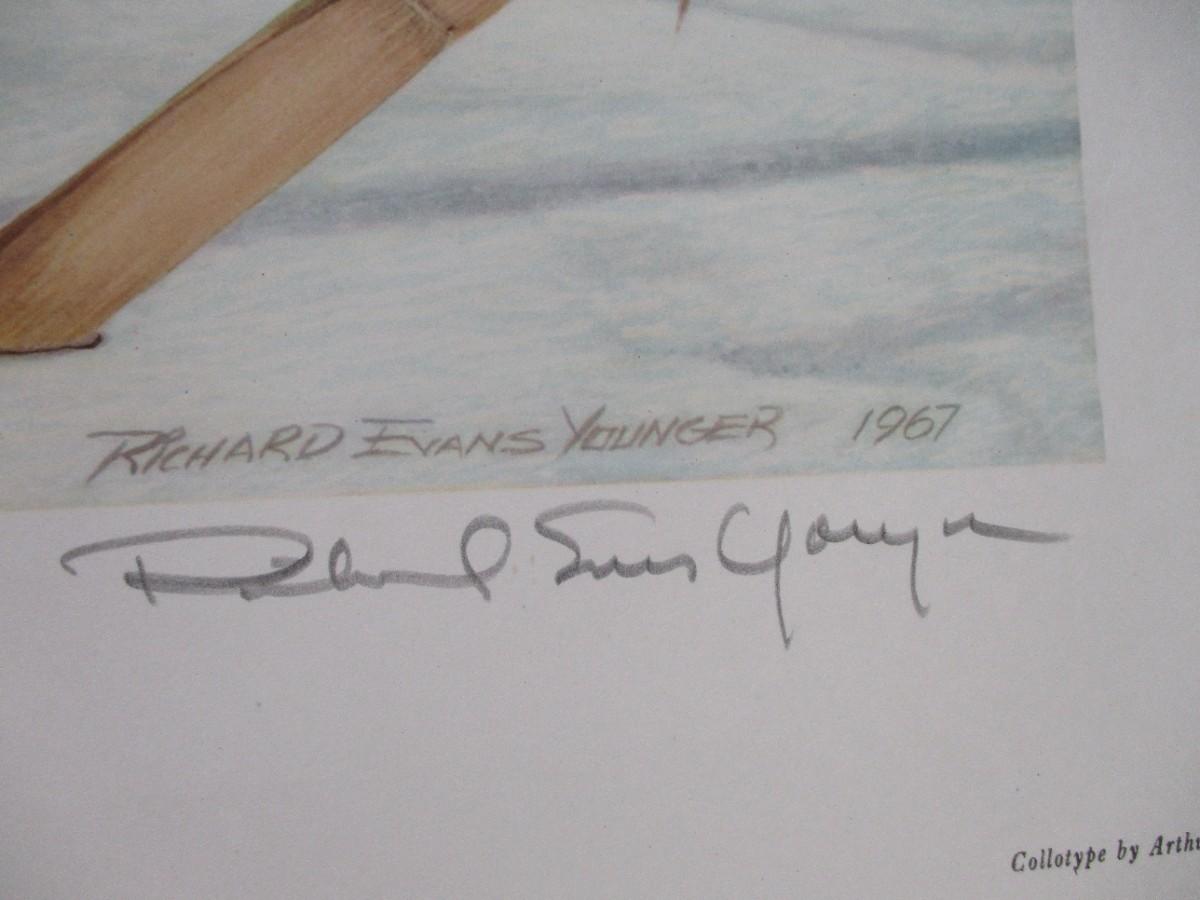 RICHARD EVANS YOUNGER 1967
Richard Evans Younger
Collotype by Arthu